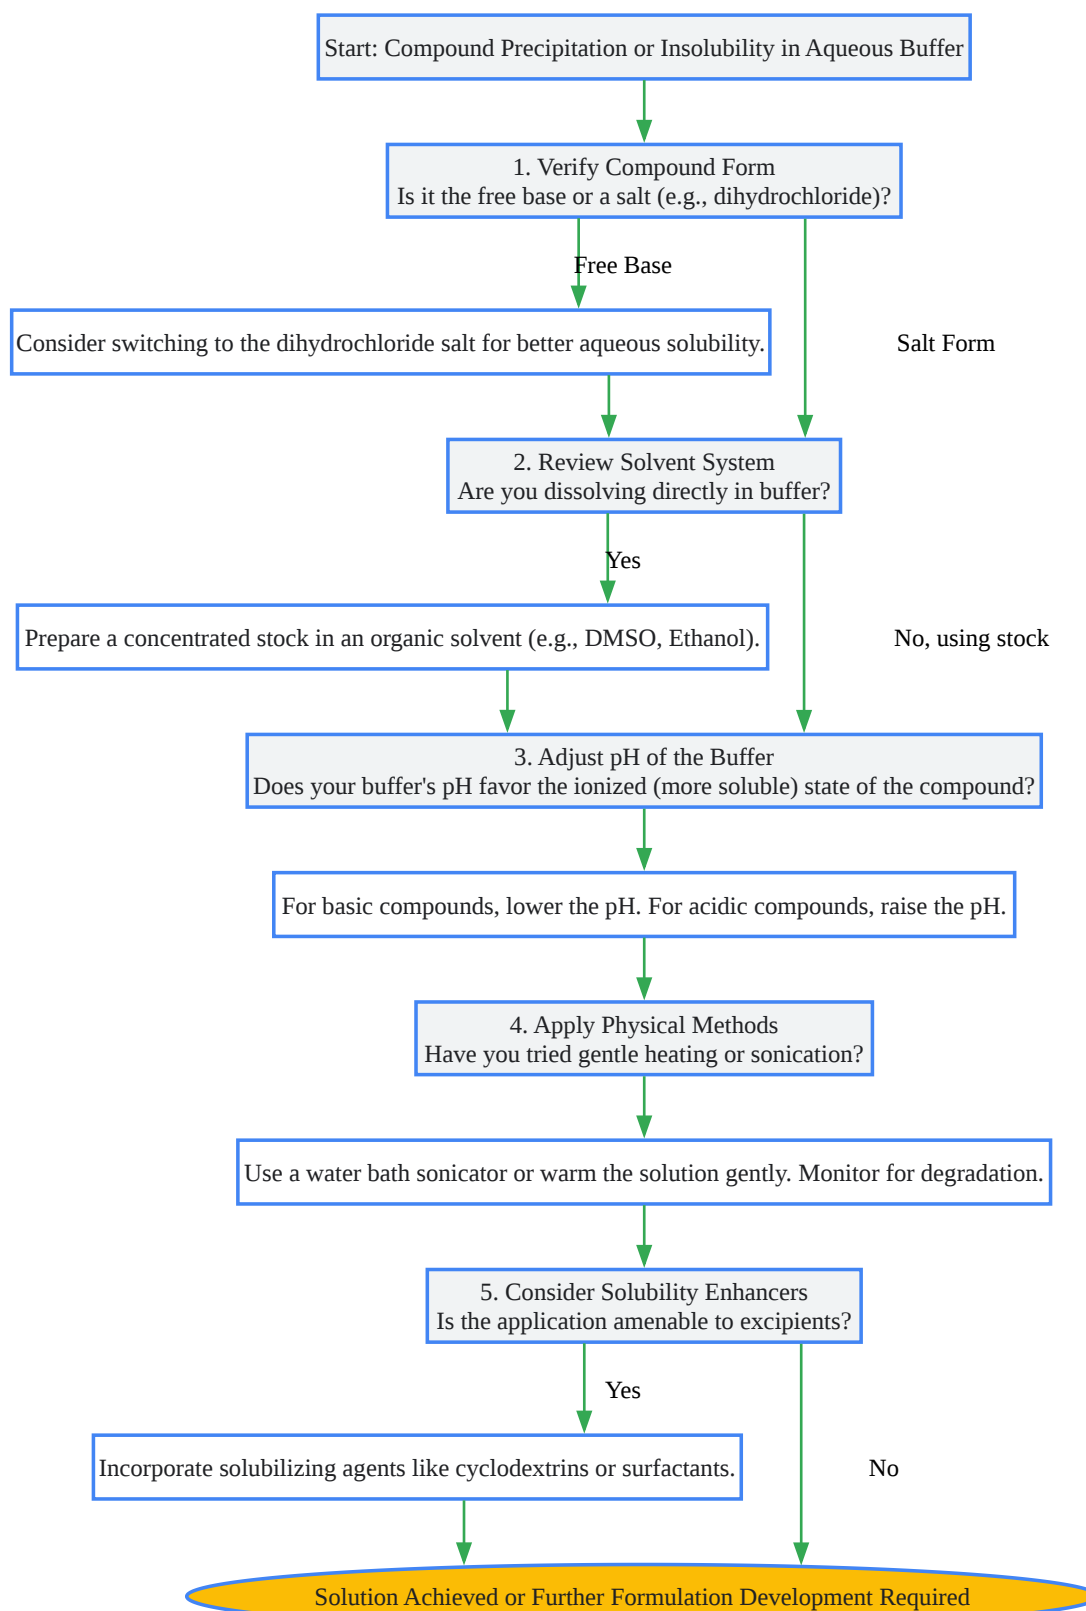 Start: Compound Precipitation or Insolubility in Aqueous Buffer
1. Verify Compound Form
Is it the free base or a salt (e.g., dihydrochloride)?
Free Base
Consider switching to the dihydrochloride salt for better aqueous solubility.
Salt Form
2. Review Solvent System
Are you dissolving directly in buffer?
Yes
Prepare a concentrated stock in an organic solvent (e.g., DMSO, Ethanol).
No, using stock
3. Adjust pH of the Buffer
Does your buffer's pH favor the ionized (more soluble) state of the compound?
For basic compounds, lower the pH. For acidic compounds, raise the pH.
4. Apply Physical Methods
Have you tried gentle heating or sonication?
Use a water bath sonicator or warm the solution gently. Monitor for degradation.
5. Consider Solubility Enhancers
Is the application amenable to excipients?
Yes
Incorporate solubilizing agents like cyclodextrins or surfactants.
No
Solution Achieved or Further Formulation Development Required